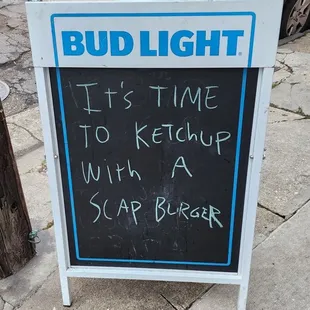 BUD LIGHT
It's TIME
TO KETCHUP
With A
SCAP BURGER